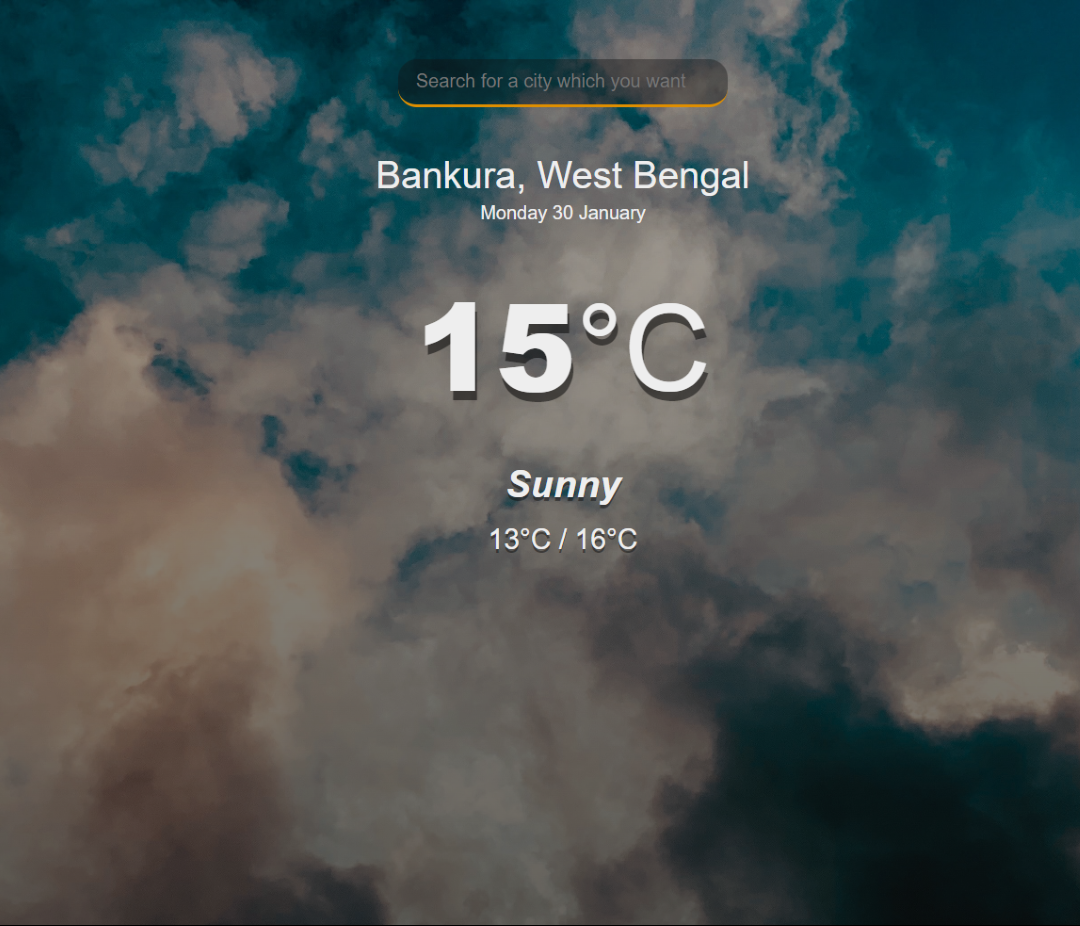 Search for a city which you want
Bankura, West Bengal
Monday 30 January
15°C
Sunny
13°C / 16°C